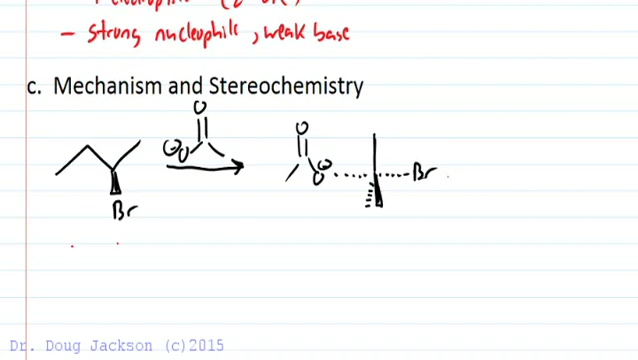 - strong nucleophile, weak base
c. Mechanism and Stereochemistry
O
O
⊖O
O⊖
Br
Br
Dr. Doug Jackson (c)2015